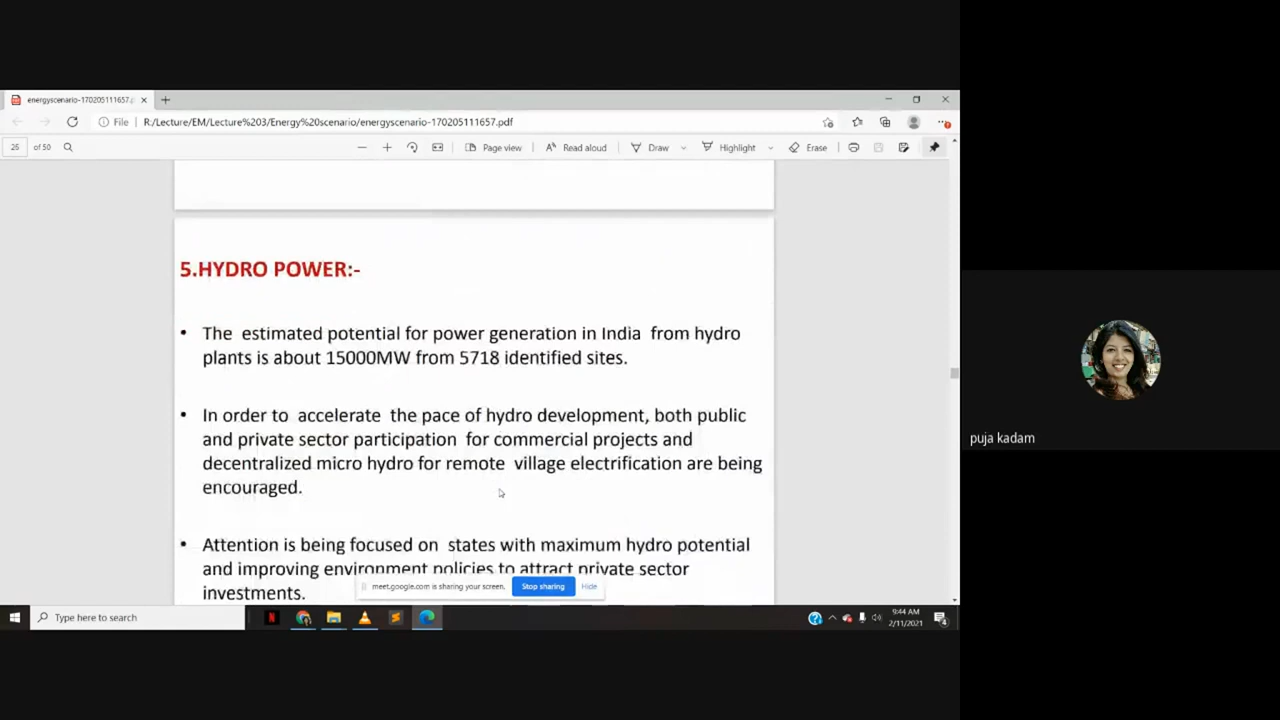 energyscenario-170205111657.p
File R:/Lecture/EM/Lecture%203/Energy%20scenario/energyscenario-170205111657.pdf
25 of 50 Page view Read aloud Draw Highlight Erase
5.HYDRO POWER:-
• The estimated potential for power generation in India from hydro
plants is about 15000MW from 5718 identified sites.
• In order to accelerate the pace of hydro development, both public
and private sector participation for commercial projects and
decentralized micro hydro for remote village electrification are being
encouraged.
• Attention is being focused on states with maximum hydro potential
and improving environment policies to attract private sector
investments.
meet.google.com is sharing your screen. Stop sharing Hide
puja kadam
Type here to search
9:44 AM
2/11/2021
4